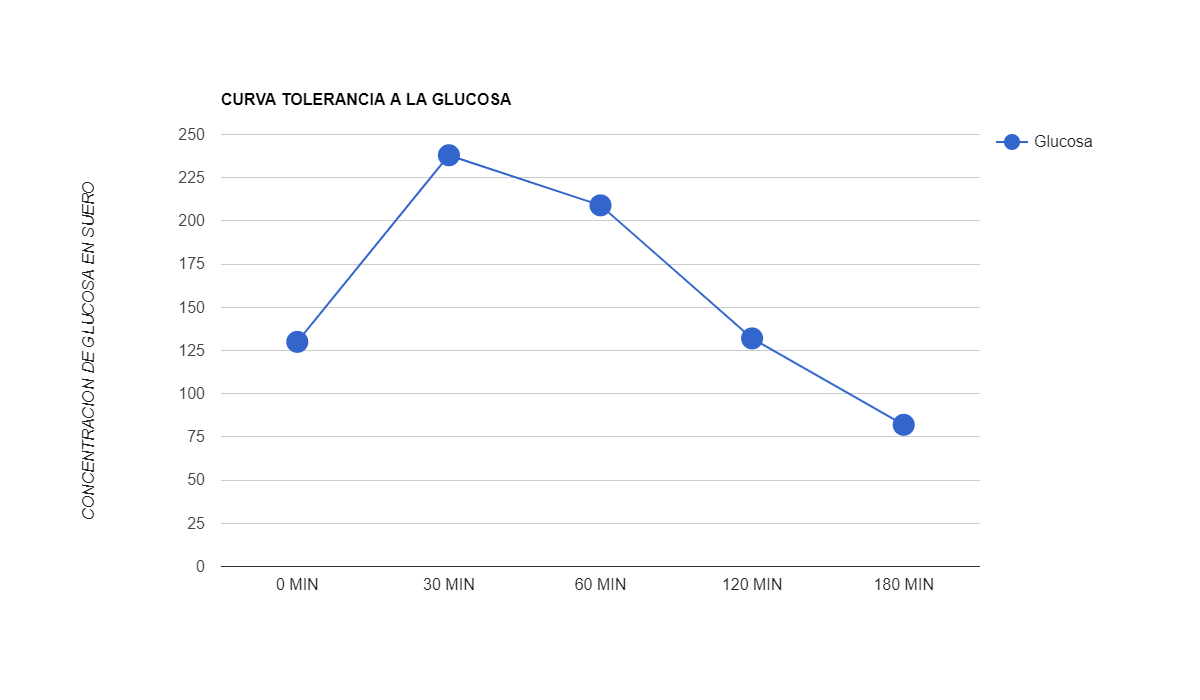 CURVA TOLERANCIA A LA GLUCOSA
Glucosa
CONCENTRACION DE GLUCOSA EN SUERO
250
225
200
175
150
125
100
75
50
25
0
0 MIN
30 MIN
60 MIN
120 MIN
180 MIN